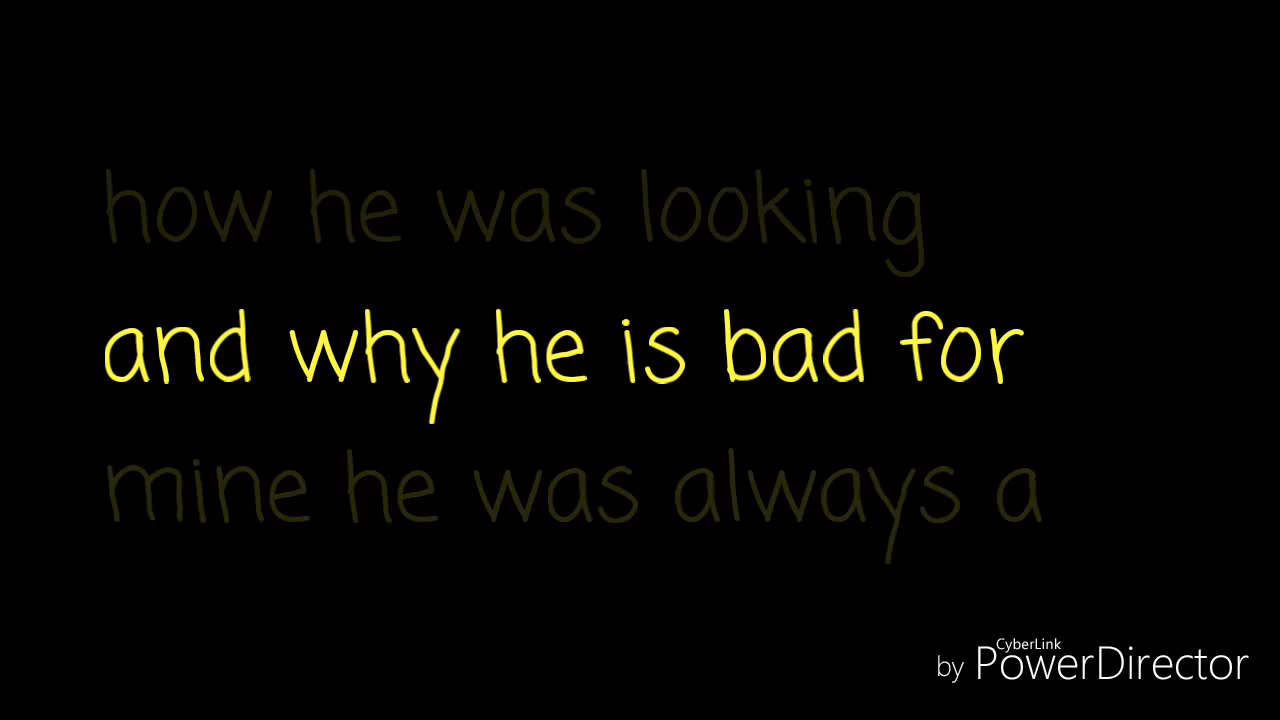 how he was looking
and why he is bad for
mine he was always a
by CyberLink PowerDirector